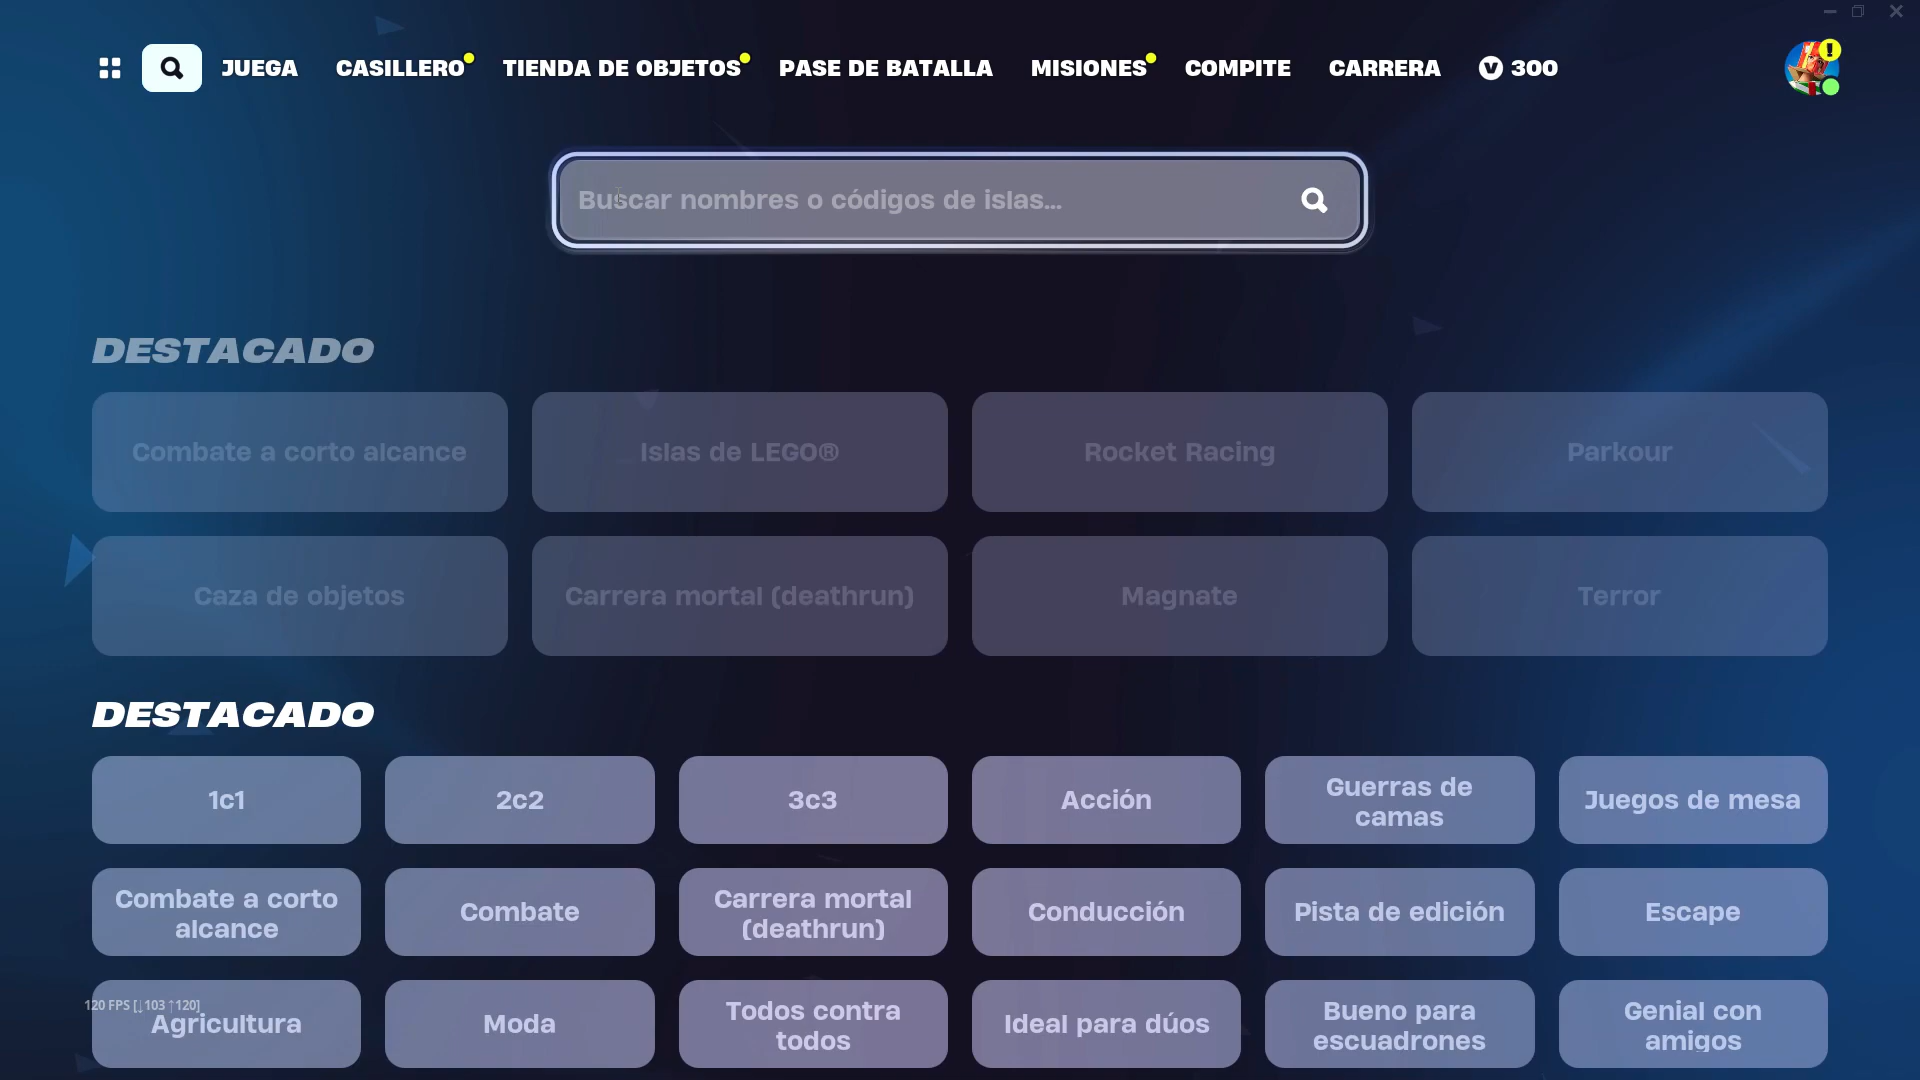 JUEGA CASILLERO TIENDA DE OBJETOS PASE DE BATALLA MISIONES COMPITE CARRERA V 300 !
Buscar nombres o códigos de islas...
DESTACADO
Combate a corto alcance
Islas de LEGO®
Rocket Racing
Parkour
Caza de objetos
Carrera mortal (deathrun)
Magnate
Terror
DESTACADO
1c1
2c2
3c3
Acción
Guerras de
camas
Juegos de mesa
Combate a corto
alcance
Combate
Carrera mortal
(deathrun)
Conducción
Pista de edición
Escape
120 FPS [↓103 ↑120]
Agricultura
Moda
Todos contra
todos
Ideal para dúos
Bueno para
escuadrones
Genial con
amigos